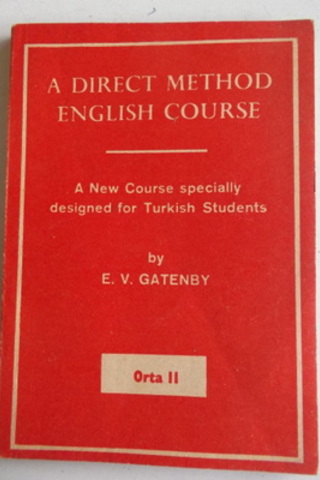 A DIRECT METHOD
ENGLISH COURSE
A New Course specially
designed for Turkish Students
by
E. V. GATENBY
Orta II